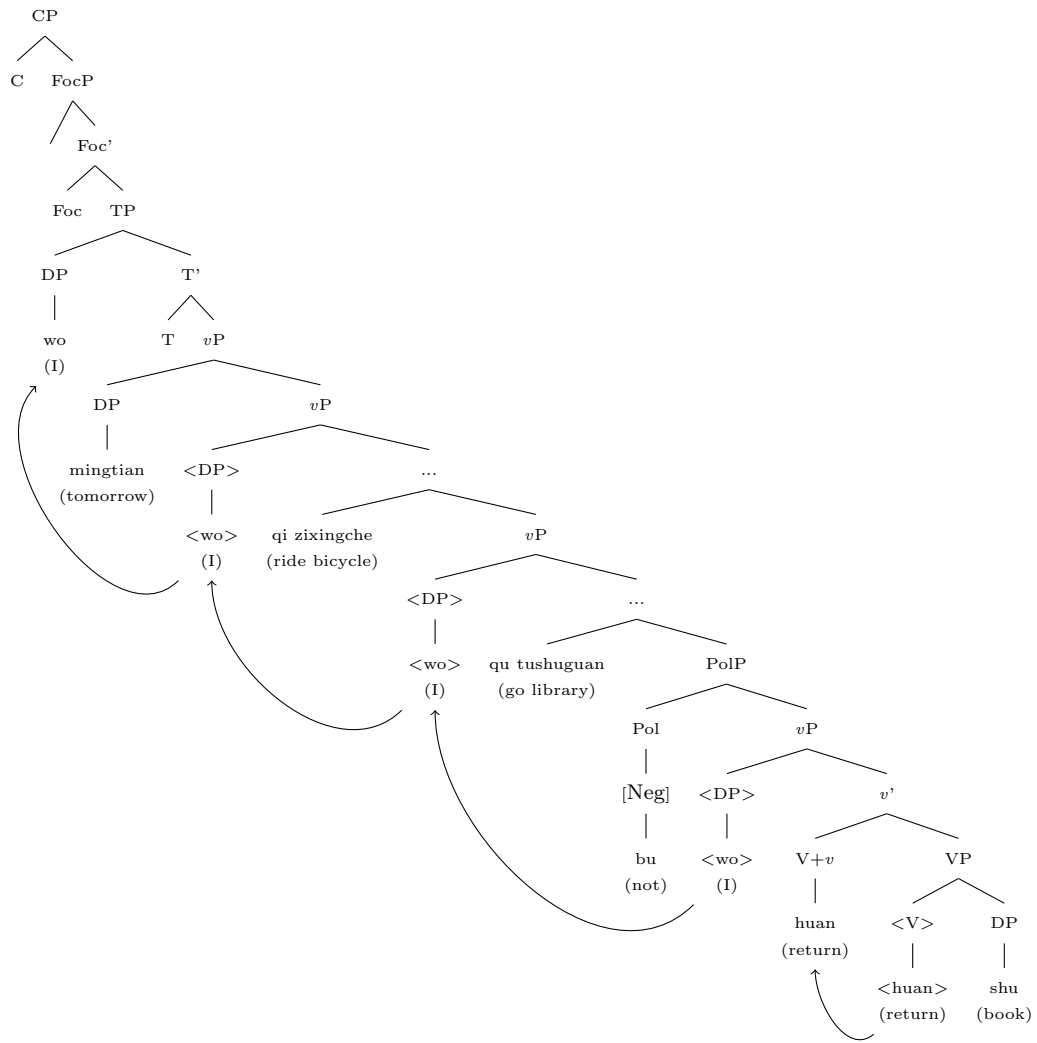 CP
C FocP
Foc'
Foc TP
DP T'
wo T vP
(I)
DP vP
mingtian <DP> ...
(tomorrow)
<wo> qi zixingche vP
(I) (ride bicycle)
<DP> ...
<wo> qu tushuguan PolP
(I) (go library)
Pol vP
[Neg] <DP> v'
bu <wo> V+v VP
(not) (I)
huan <V> DP
(return)
<huan> shu
(return) (book)